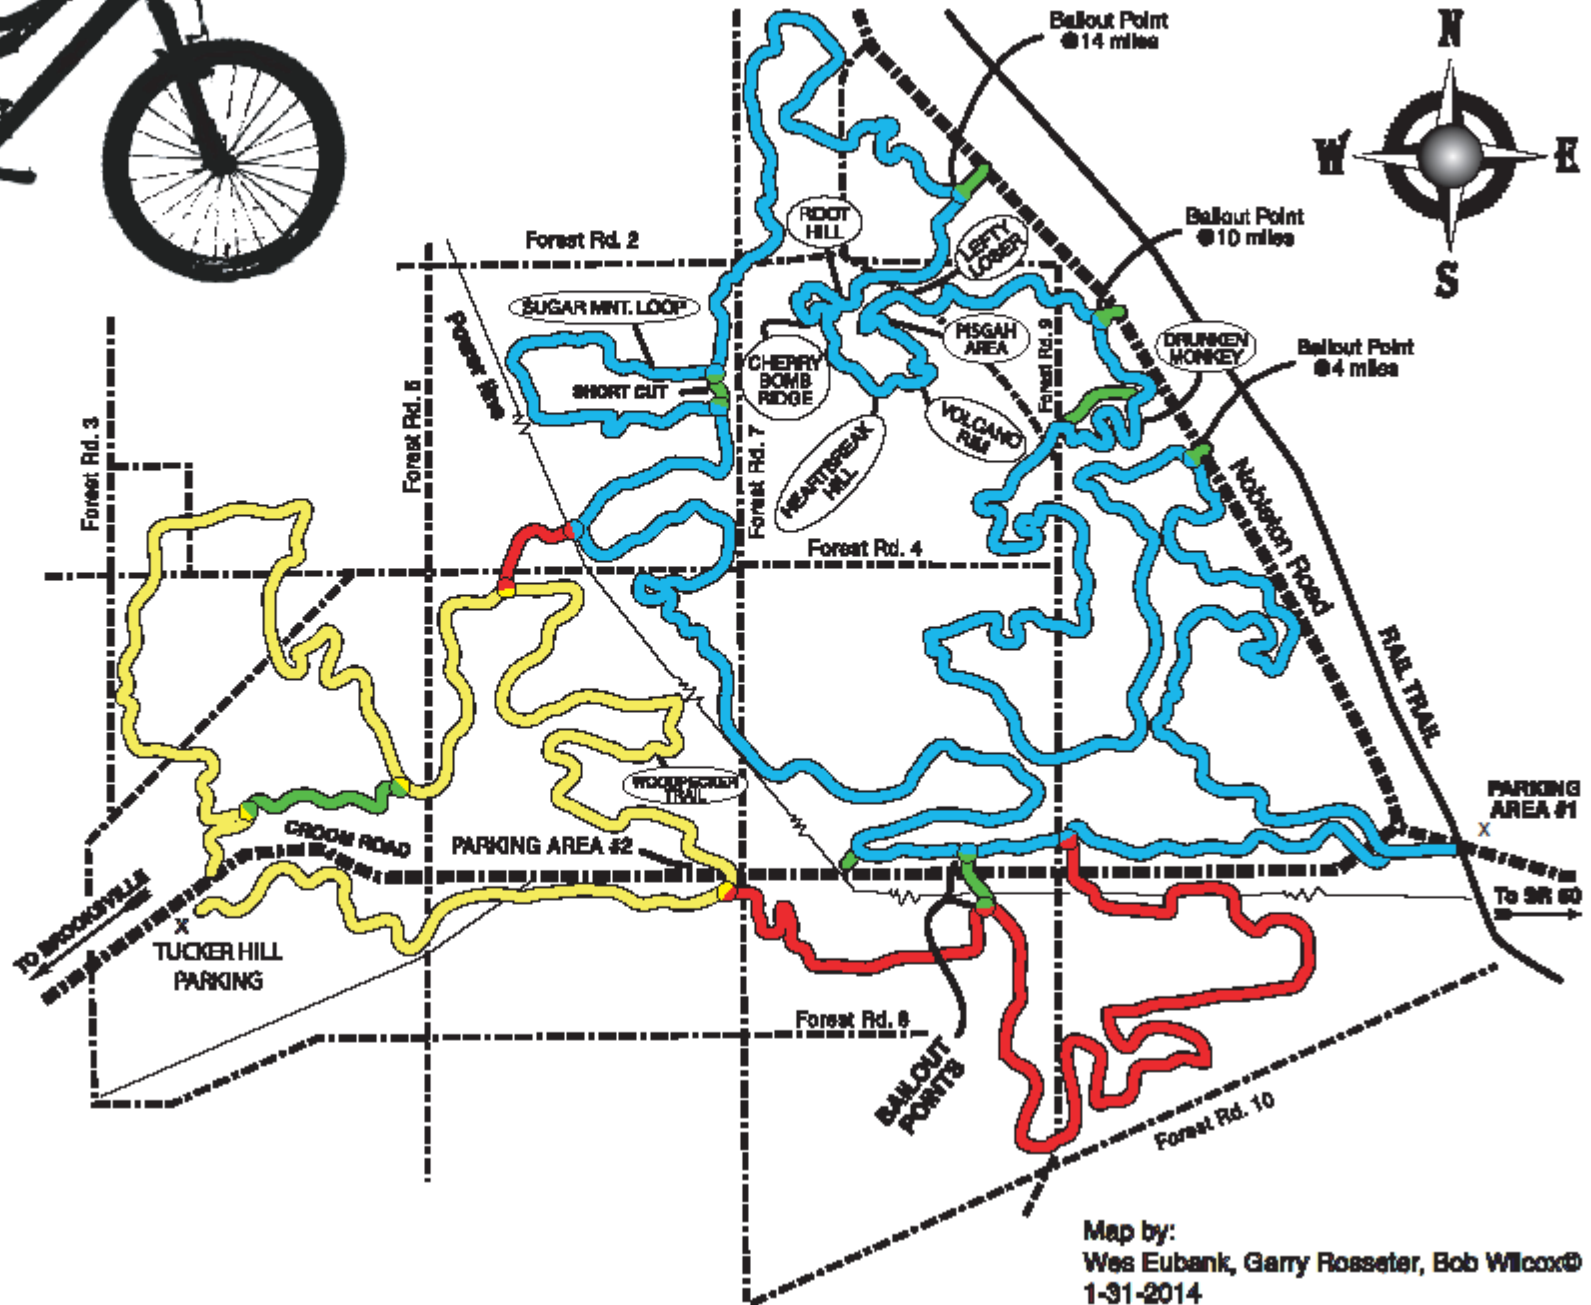 Bailout Point
@14 miles
N
W
E
S
Bailout Point
@10 miles
ROOT
HILL
LEFTY
LOBER
Forest Rd. 2
SUGAR MNT. LOOP
Power line
PISGAH
AREA
DRUNKEN
MONKEY
Bailout Point
@4 miles
Forest Rd. 9
CHERRY
BOMB
RIDGE
SHORT CUT
Forest Rd. 5
Forest Rd. 3
VOLCANO
RIM
HEARTBREAK
HILL
Forest Rd. 7
Nobleton Road
Forest Rd. 4
RAIL TRAIL
WOODPECKER
TRAIL
PARKING
AREA #1
X
CROOM ROAD
PARKING AREA #2
TO BROOKSVILLE
To SR 50
X
TUCKER HILL
PARKING
BAILOUT
POINTS
Forest Rd. 10
Map by:
Wes Eubank, Garry Rosseter, Bob Wilcox©
1-31-2014